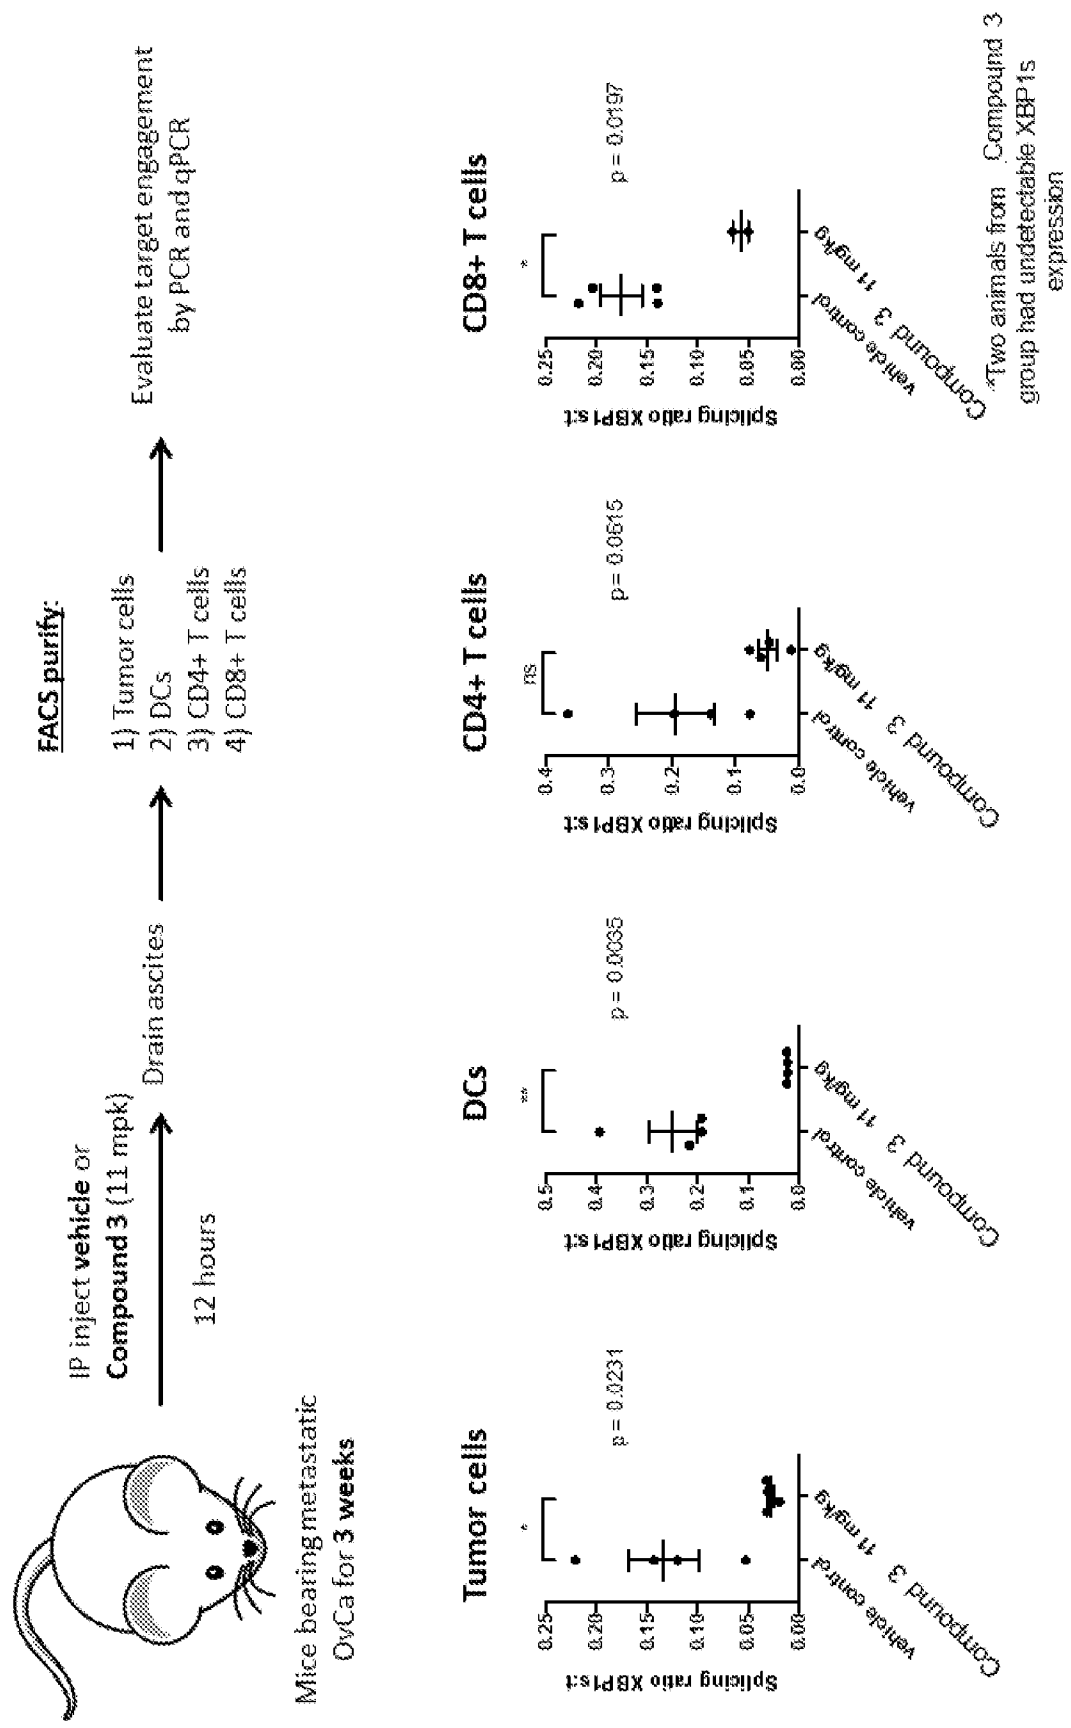 Mice bearing metastatic
OvCa for 3 weeks
IP inject vehicle or
Compound 3 (11 mpk)
12 hours
Drain ascites
FACS purify:
1) Tumor cells
2) DCs
3) CD4+ T cells
4) CD8+ T cells
Evaluate target engagement
by PCR and qPCR
Tumor cells
*
p = 0.0231
Splicing ratio XBP1s:t
0.25
0.20
0.15
0.10
0.05
0.00
vehicle control
Compound 3 11 mg/kg
DCs
**
p = 0.0035
Splicing ratio XBP1s:t
0.5
0.4
0.3
0.2
0.1
0.0
vehicle control
Compound 3 11 mg/kg
CD4+ T cells
ns
p = 0.0615
Splicing ratio XBP1s:t
0.4
0.3
0.2
0.1
0.0
vehicle control
Compound 3 11 mg/kg
CD8+ T cells
*
p = 0.0197
Splicing ratio XBP1s:t
0.25
0.20
0.15
0.10
0.05
0.00
vehicle control
Compound 3 11 mg/kg
*Two animals from Compound 3
group had undetectable XBP1s
expression